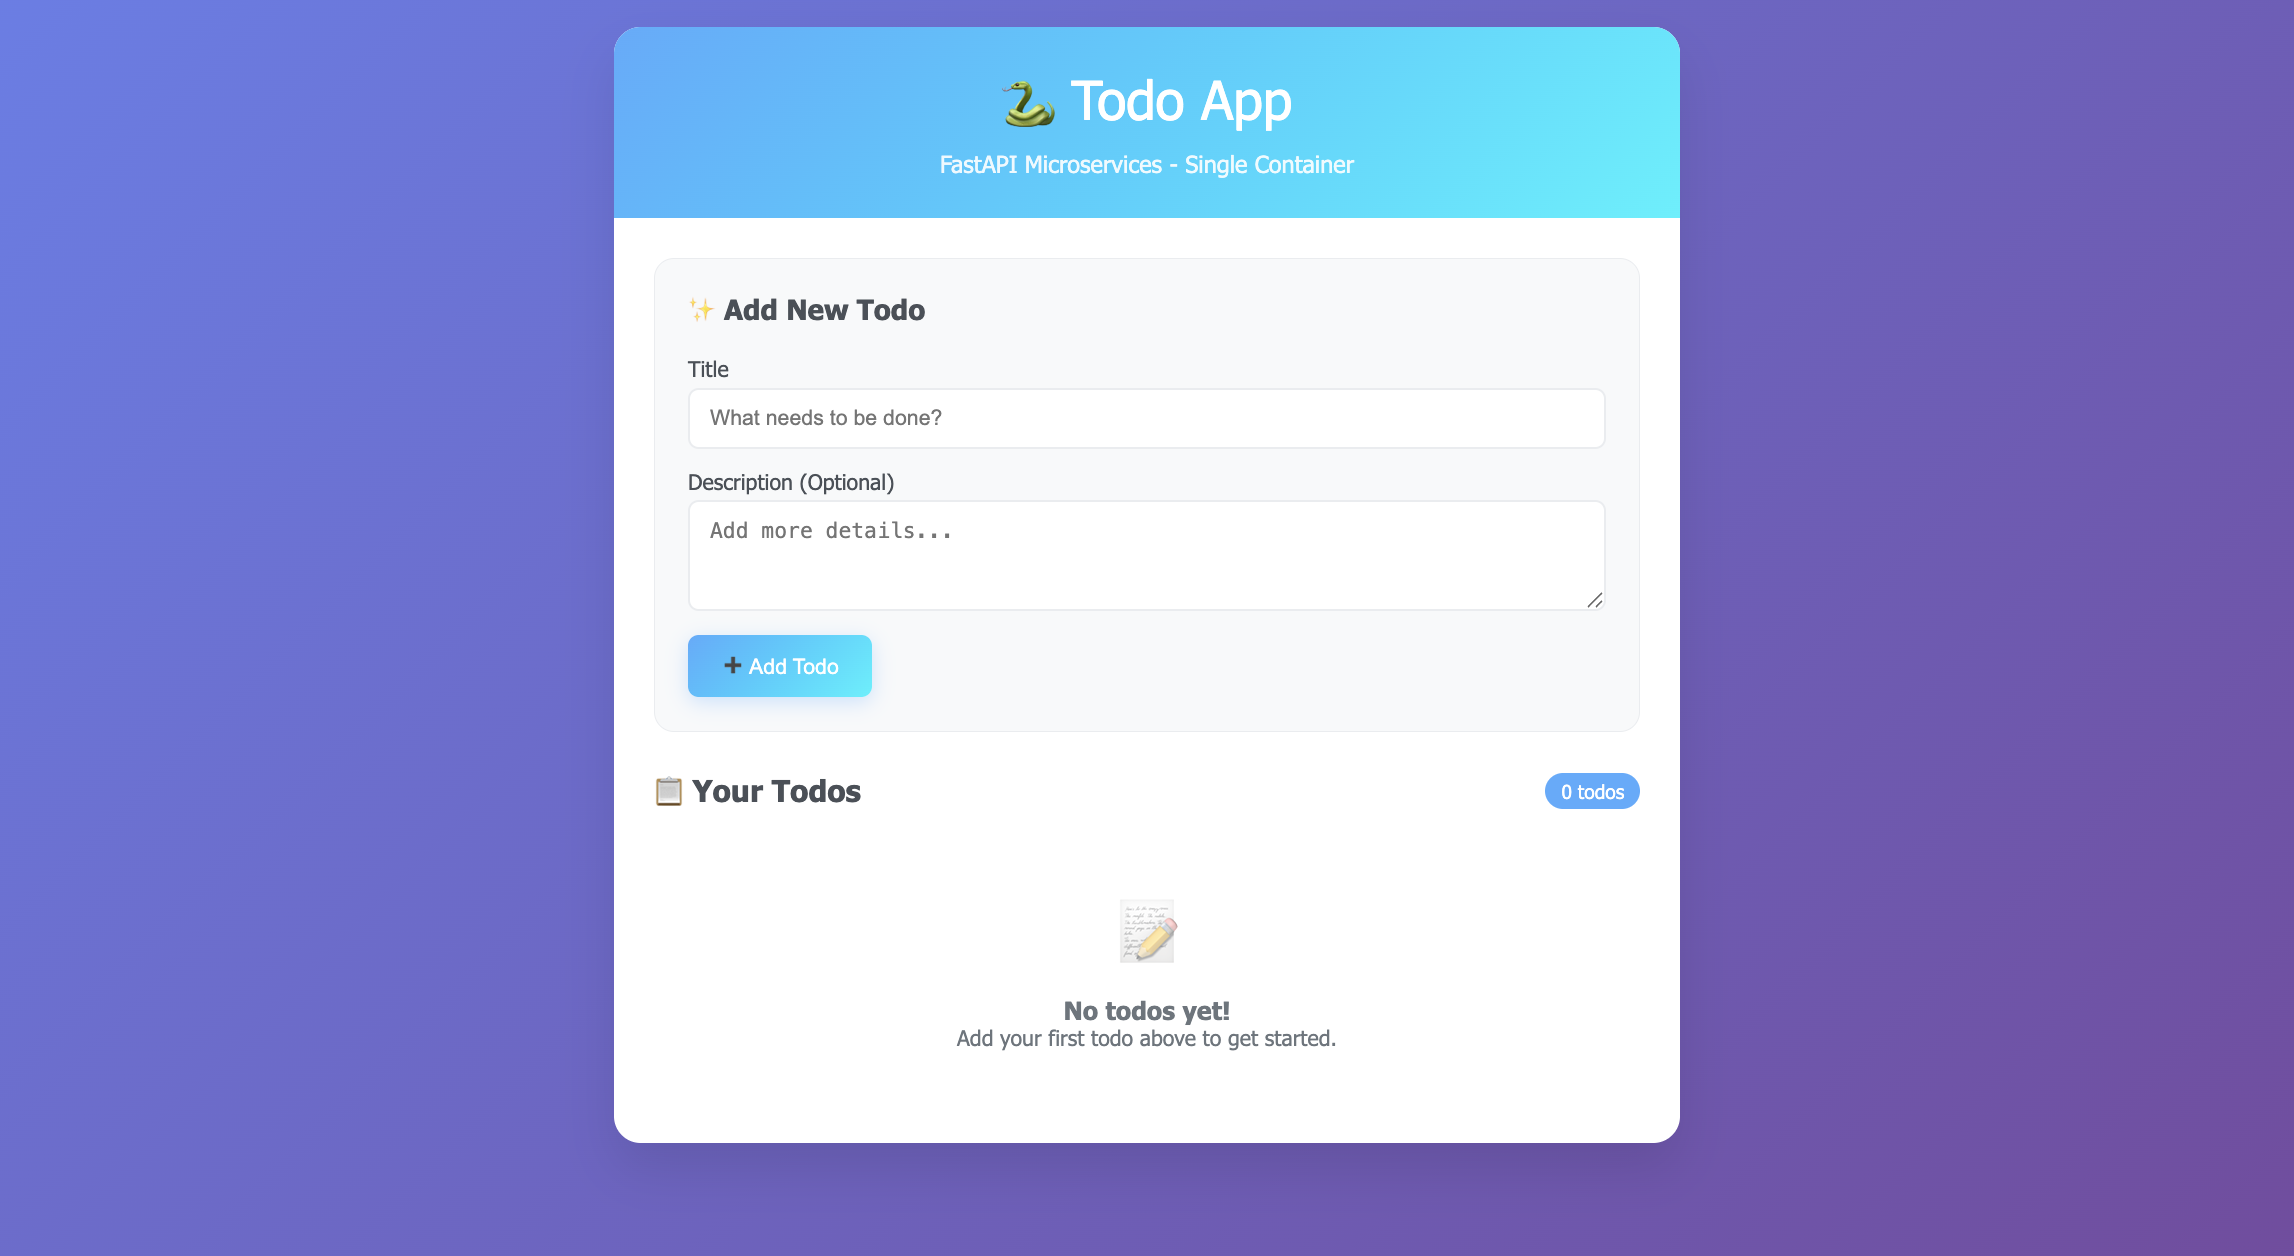 Todo App
FastAPI Microservices - Single Container
Add New Todo
Title
What needs to be done?
Description (Optional)
Add more details...
Add Todo
Your Todos
0 todos
No todos yet!
Add your first todo above to get started.